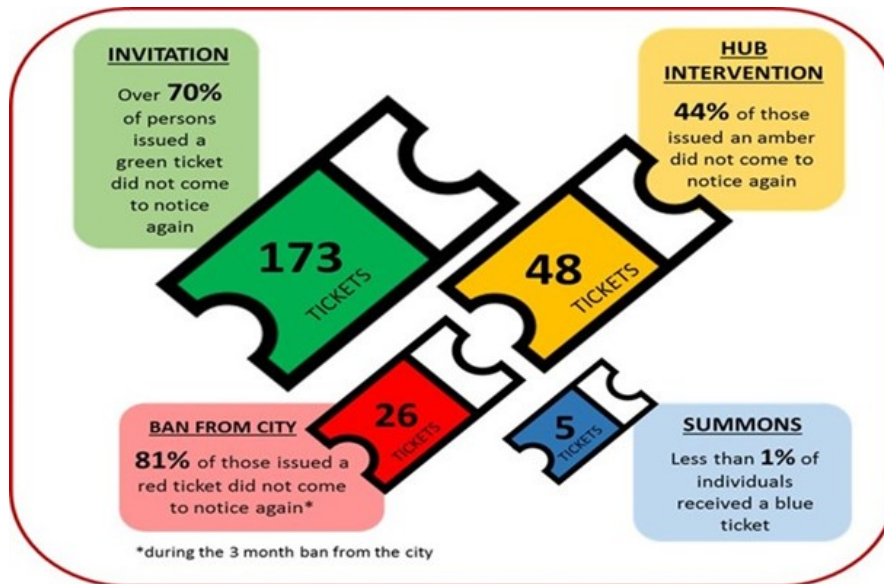 INVITATION
Over 70%
of persons
issued a
green ticket
did not come
to notice
again
HUB
INTERVENTION
44% of those
issued an amber
did not come to
notice again
173
TICKETS
48
TICKETS
26
TICKETS
5
TICKETS
BAN FROM CITY
81% of those issued a
red ticket did not come
to notice again*
SUMMONS
Less than 1% of
individuals
received a blue
ticket
*during the 3 month ban from the city